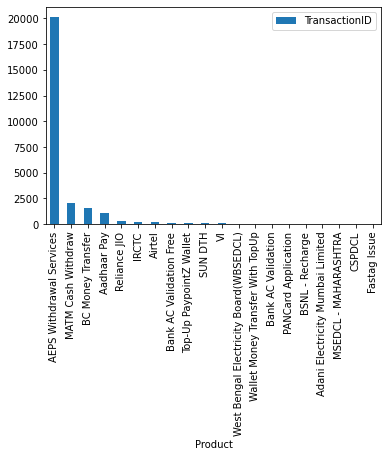 TransactionID
20000
17500
15000
12500
10000
7500
5000
2500
0
AEPS Withdrawal Services
MATM Cash Withdraw
BC Money Transfer
Aadhaar Pay
Reliance JIO
IRCTC
Airtel
Bank AC Validation Free
Top-Up PaypointZ Wallet
SUN DTH
VI
West Bengal Electricity Board(WBSEDCL)
Wallet Money Transfer With TopUp
Bank AC Validation
PANCard Application
BSNL - Recharge
Adani Electricity Mumbai Limited
MSEDCL - MAHARASHTRA
CSPDCL
Fastag Issue
Product